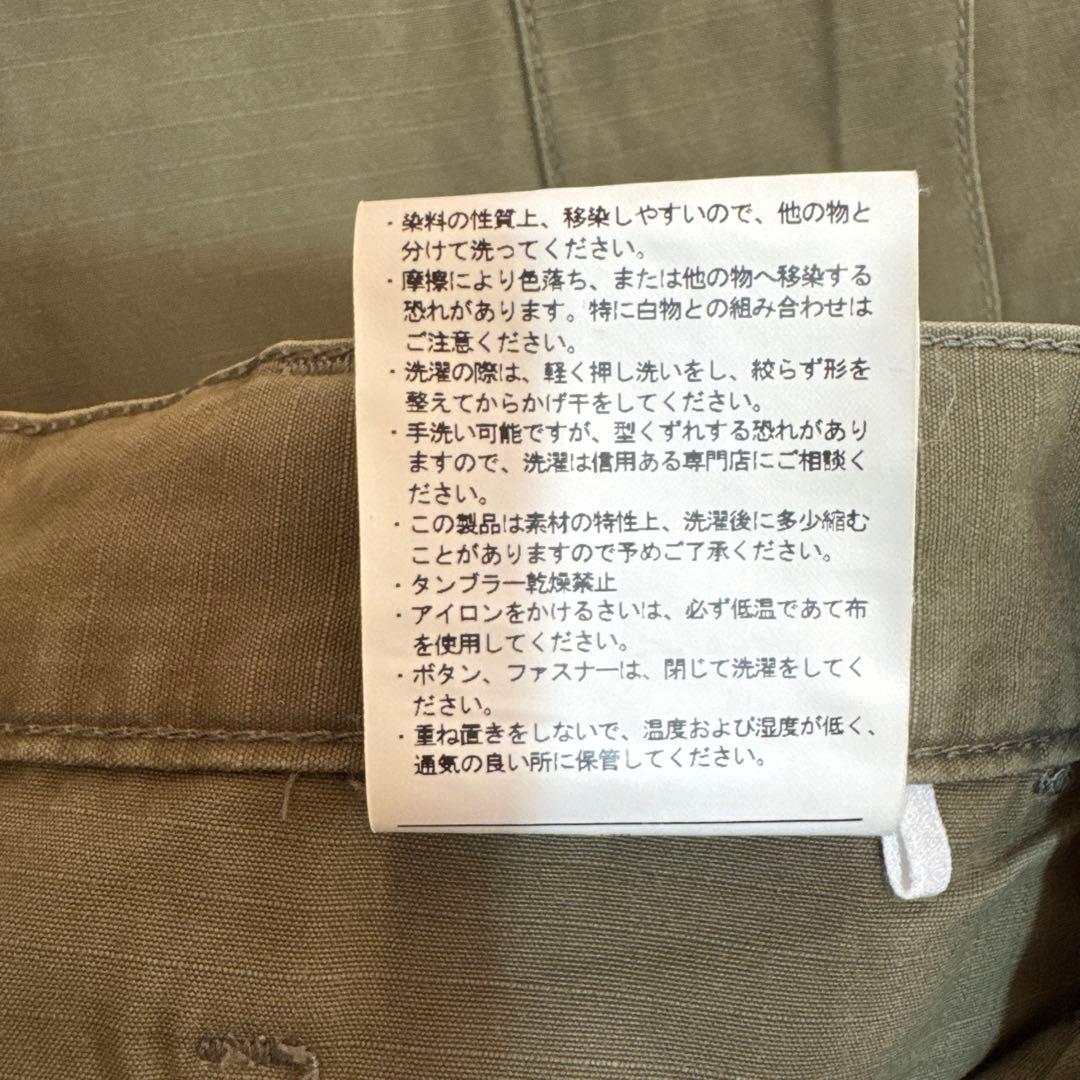 ・染料の性質上、移染しやすいので、他の物と
分けて洗ってください。
・摩擦により色落ち、または他の物へ移染する
恐れがあります。特に白物との組み合わせは
ご注意ください。
・洗濯の際は、軽く押し洗いをし、絞らず形を
整えてからかげ干をしてください。
・手洗い可能ですが、型くずれする恐れがあり
ますので、洗濯は信用ある専門店にご相談く
ださい。
・この製品は素材の特性上、洗濯後に多少縮む
ことがありますので予めご了承ください。
・タンブラー乾燥禁止
・アイロンをかけるさいは、必ず低温であて布
を使用してください。
・ボタン、ファスナーは、閉じて洗濯をしてく
ださい。
・重ね置きをしないで、温度および湿度が低く、
通気の良い所に保管してください。